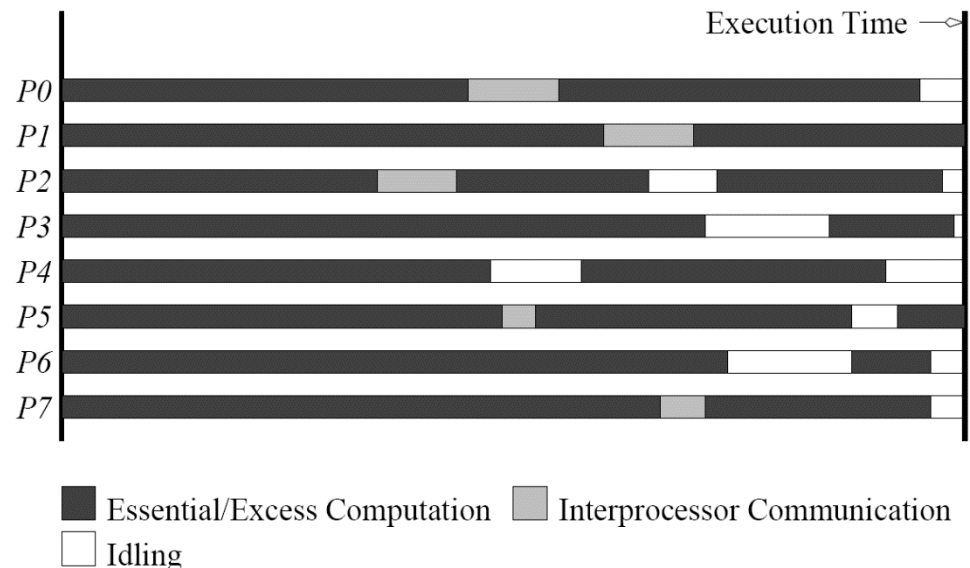 Execution Time
P0
P1
P2
P3
P4
P5
P6
P7
Essential/Excess Computation
Interprocessor Communication
Idling